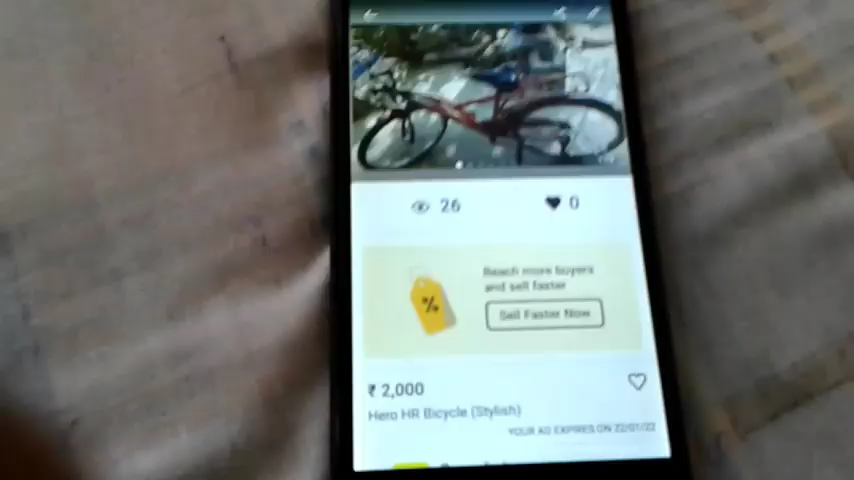 26
0
Reach more buyers
and sell faster
Sell Faster Now
%
₹ 2,000
Hero HR Bicycle (Stylish)
YOUR AD EXPIRES ON 22/01/22